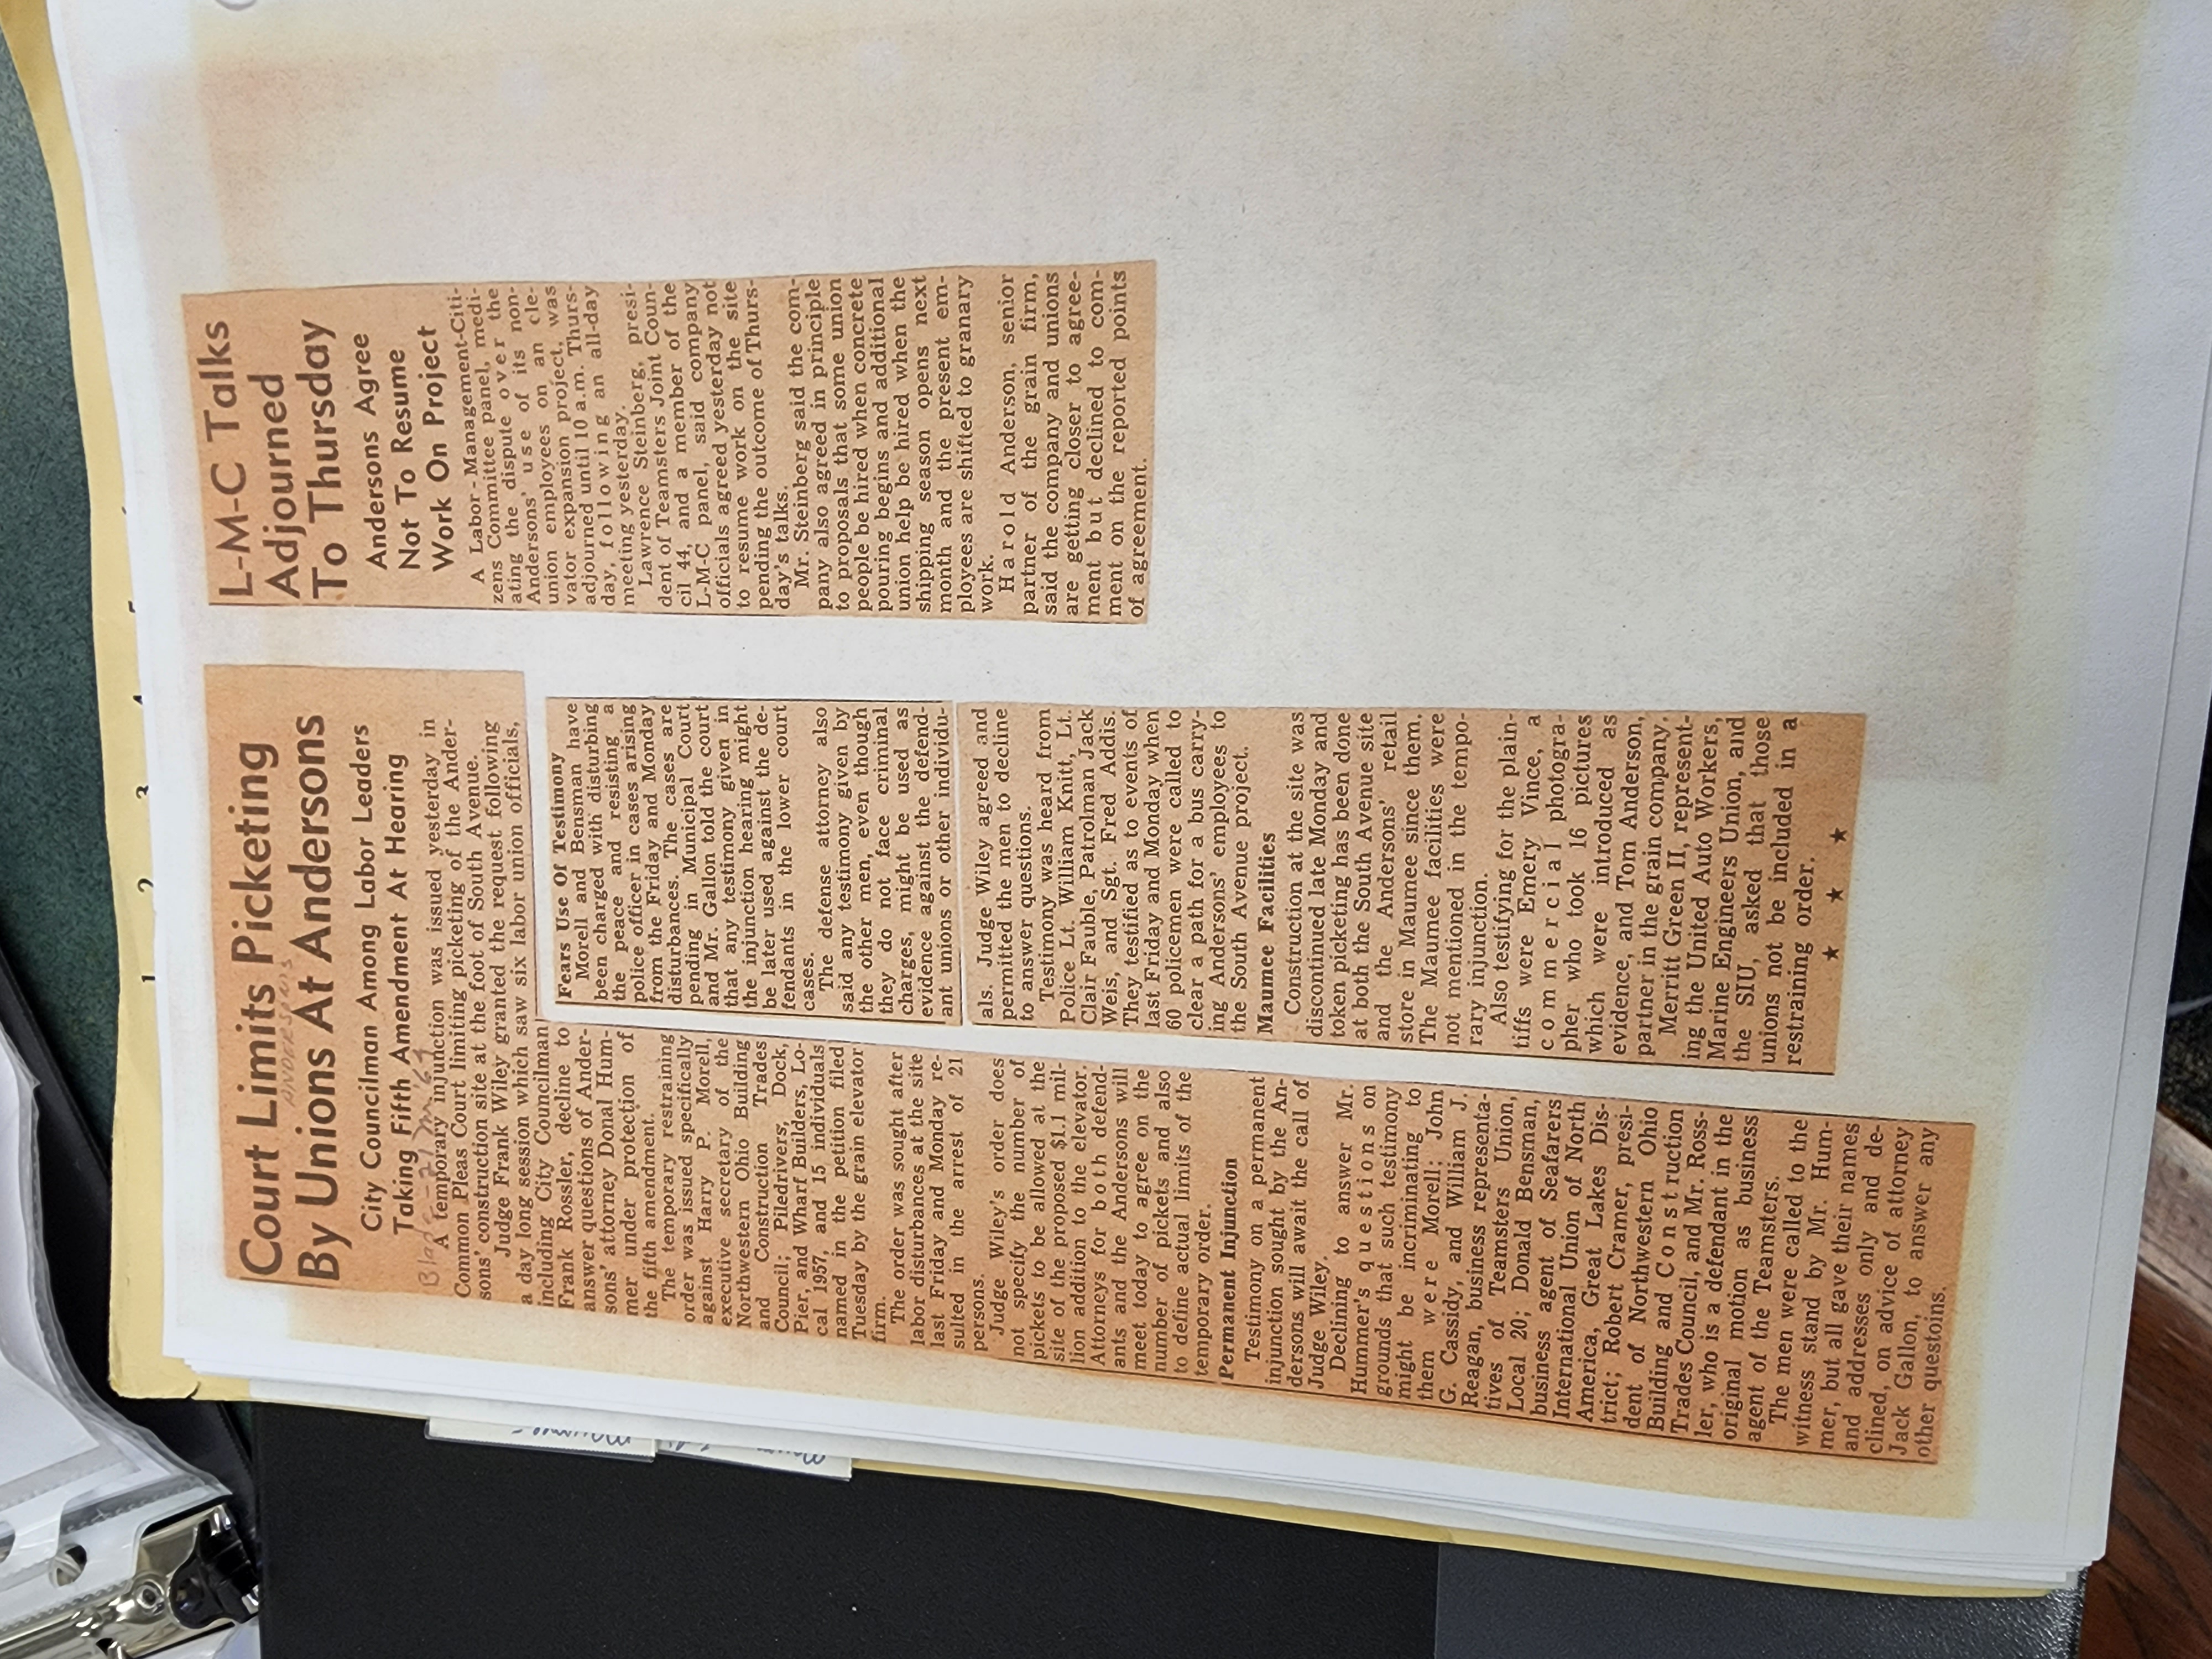 Court Limits Picketing
By Unions At Andersons
ANDERSONS
City Councilman Among Labor Leaders
Taking Fifth Amendment At Hearing
Blade
A temporary injunction was issued yesterday in
Common Pleas Court limiting picketing of the Ander-
sons' construction site at the foot of South Avenue.
Judge Frank Wiley granted the request following
a day long session which saw six labor union officials,
including City Councilman
Frank Rossler, decline to
answer questions of Ander-
sons' attorney Donal Hum-
mer under protection of
the fifth amendment.
The temporary restraining
order was issued specifically
against Harry P. Morell,
executive secretary of the
Northwestern Ohio Building
and Construction Trades
Council; Piledrivers, Dock,
Pier, and Wharf Builders, Lo-
cal 1957, and 15 individuals
named in the petition filed
Tuesday by the grain elevator
firm.
The order was sought after
labor disturbances at the site
last Friday and Monday re-
sulted in the arrest of 21
persons.
Judge Wiley's order does
not specify the number of
pickets to be allowed at the
site of the proposed $1.1 mil-
lion addition to the elevator.
Attorneys for both defend-
ants and the Andersons will
meet today to agree on the
number of pickets and also
to define actual limits of the
temporary order.
Permanent Injunction
Testimony on a permanent
injunction sought by the An-
dersons will await the call of
Judge Wiley.
Declining to answer Mr.
Hummer's questions on
grounds that such testimony
might be incriminating to
them were Morell; John
G. Cassidy, and William J.
Reagan, business representa-
tives of Teamsters Union,
Local 20; Donald Bensman,
business agent of Seafarers
International Union of North
America, Great Lakes Dis-
trict; Robert Cramer, presi-
dent of Northwestern Ohio
Building and Construction
Trades Council, and Mr. Ross-
ler, who is a defendant in the
original motion as business
agent of the Teamsters.
The men were called to the
witness stand by Mr. Hum-
mer, but all gave their names
and addresses only and de-
clined, on advice of attorney
Jack Gallon, to answer any
other questoins.
Fears Use Of Testimony
Morell and Bensman have
been charged with disturbing
the peace and resisting a
police officer in cases arising
from the Friday and Monday
disturbances. The cases are
pending in Municipal Court
and Mr. Gallon told the court
that any testimony given in
the injunction hearing might
be later used against the de-
fendants in the lower court
cases.
The defense attorney also
said any testimony given by
the other men, even though
they do not face criminal
charges, might be used as
evidence against the defend-
ant unions or other individu-
als. Judge Wiley agreed and
permitted the men to decline
to answer questions.
Testimony was heard from
Police Lt. William Knitt, Lt.
Clair Fauble, Patrolman Jack
Weis, and Sgt. Fred Addis.
They testified as to events of
last Friday and Monday when
60 policemen were called to
clear a path for a bus carry-
ing Andersons' employees to
the South Avenue project.
Maumee Facilities
Construction at the site was
discontinued late Monday and
token picketing has been done
at both the South Avenue site
and the Andersons' retail
store in Maumee since them.
The Maumee facilities were
not mentioned in the tempo-
rary injunction.
Also testifying for the plain-
tiffs were Emery Vince, a
commercial photogra-
pher who took 16 pictures
which were introduced as
evidence, and Tom Anderson,
partner in the grain company.
Merritt Green II, represent-
ing the United Auto Workers,
Marine Engineers Union, and
the SIU, asked that those
unions not be included in a
restraining order.
★ ★ ★
L-M-C Talks
Adjourned
To Thursday
Andersons Agree
Not To Resume
Work On Project
A Labor-Management-Citi-
zens Committee panel, medi-
ating the dispute over the
Andersons' use of its non-
union employees on an ele-
vator expansion project, was
adjourned until 10 a.m. Thurs-
day, following an all-day
meeting yesterday.
Lawrence Steinberg, presi-
dent of Teamsters Joint Coun-
cil 44, and a member of the
L-M-C panel, said company
officials agreed yesterday not
to resume work on the site
pending the outcome of Thurs-
day's talks.
Mr. Steinberg said the com-
pany also agreed in principle
to proposals that some union
people be hired when concrete
pouring begins and additional
union help be hired when the
shipping season opens next
month and the present em-
ployees are shifted to granary
work.
Harold Anderson, senior
partner of the grain firm,
said the company and unions
are getting closer to agree-
ment but declined to com-
ment on the reported points
of agreement.
1 2 3 4 5